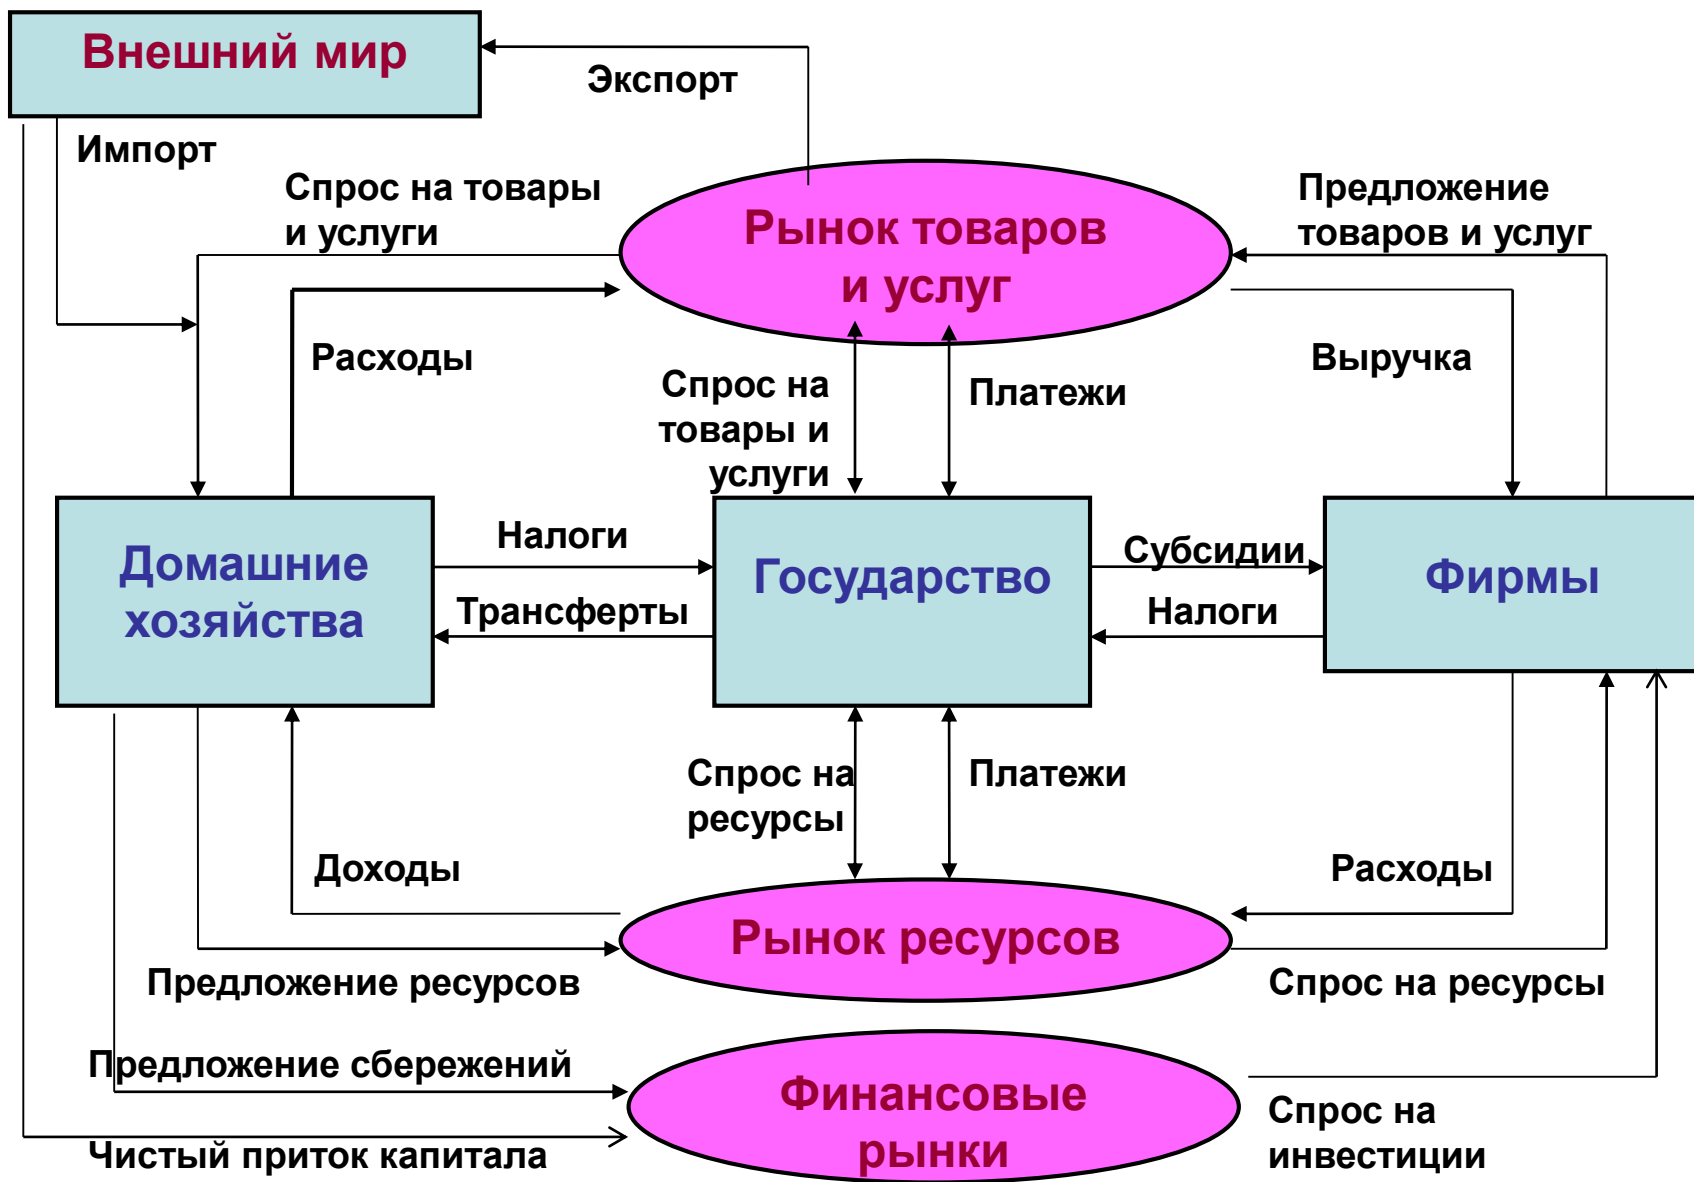 Внешний мир
Экспорт
Импорт
Спрос на товары
и услуги
Рынок товаров
и услуг
Предложение
товаров и услуг
Расходы
Спрос на
товары и
услуги
Платежи
Выручка
Домашние
хозяйства
Налоги
Трансферты
Государство
Субсидии
Налоги
Фирмы
Спрос на
ресурсы
Платежи
Доходы
Расходы
Рынок ресурсов
Предложение ресурсов
Спрос на ресурсы
Предложение сбережений
Финансовые
рынки
Чистый приток капитала
Спрос на
инвестиции